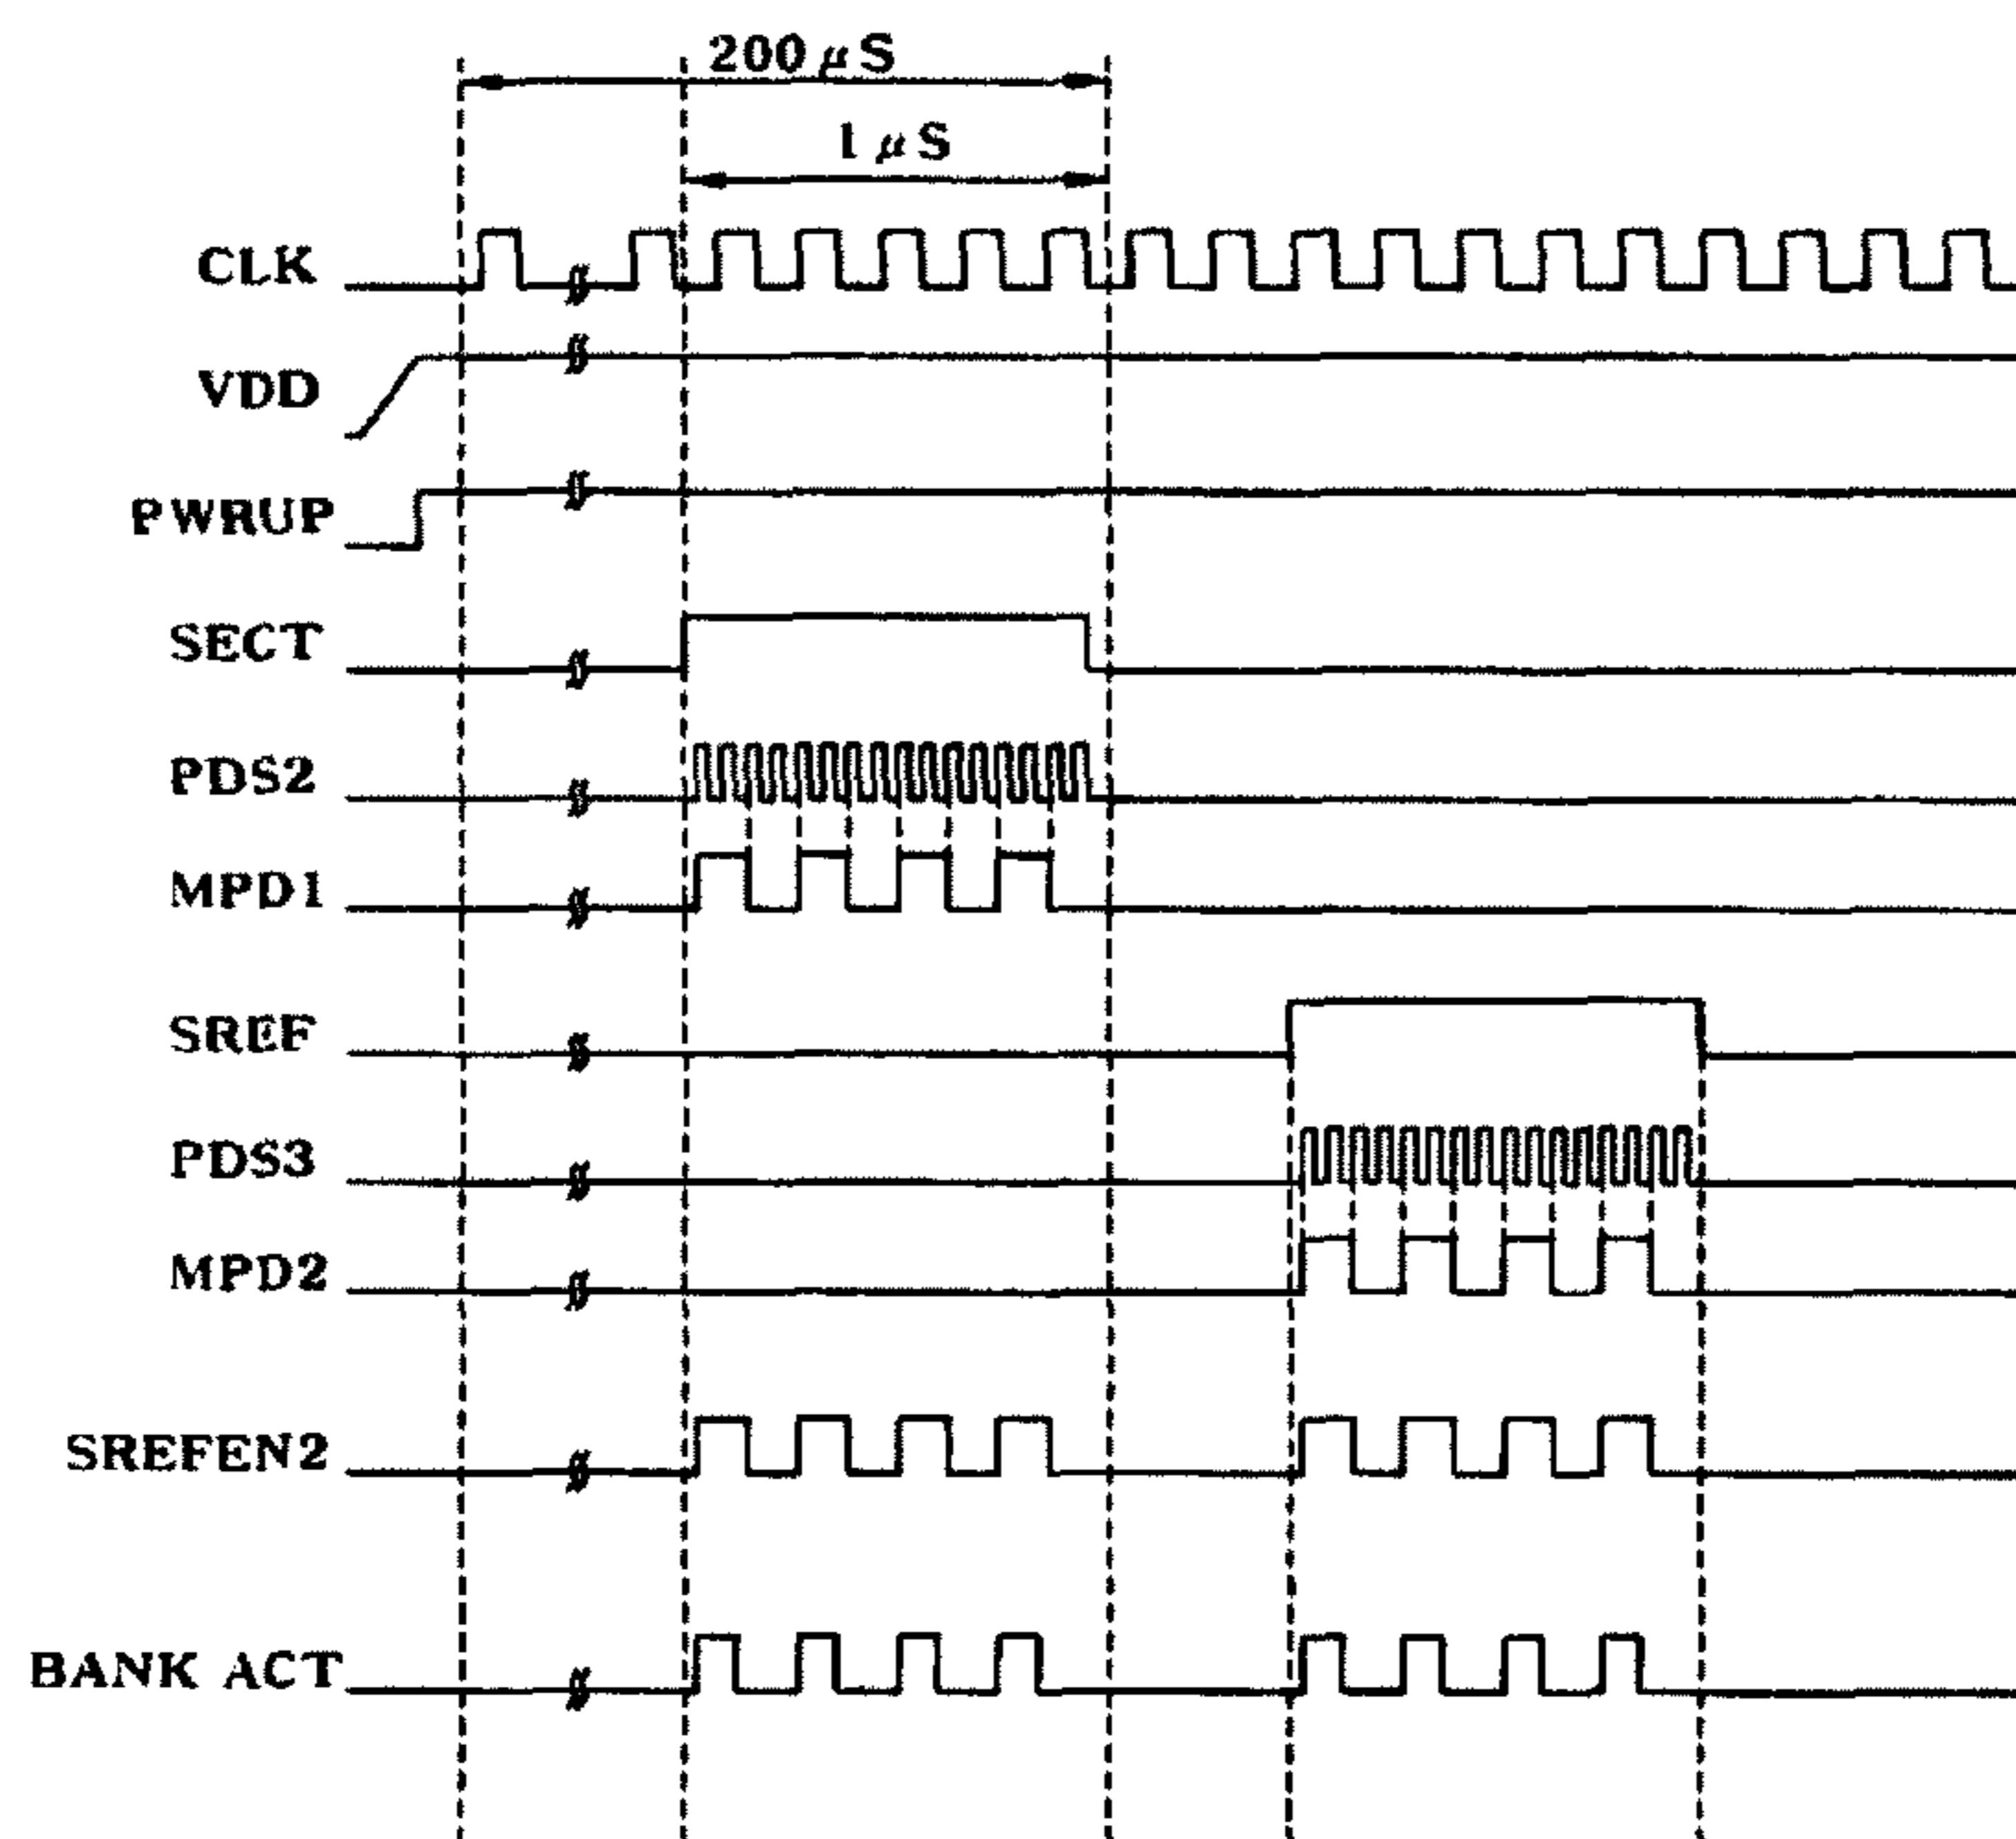 200 μS
1 μS
CLK
VDD
PWRUP
SECT
PDS2
MPD1
SREF
PDS3
MPD2
SREFEN2
BANK ACT